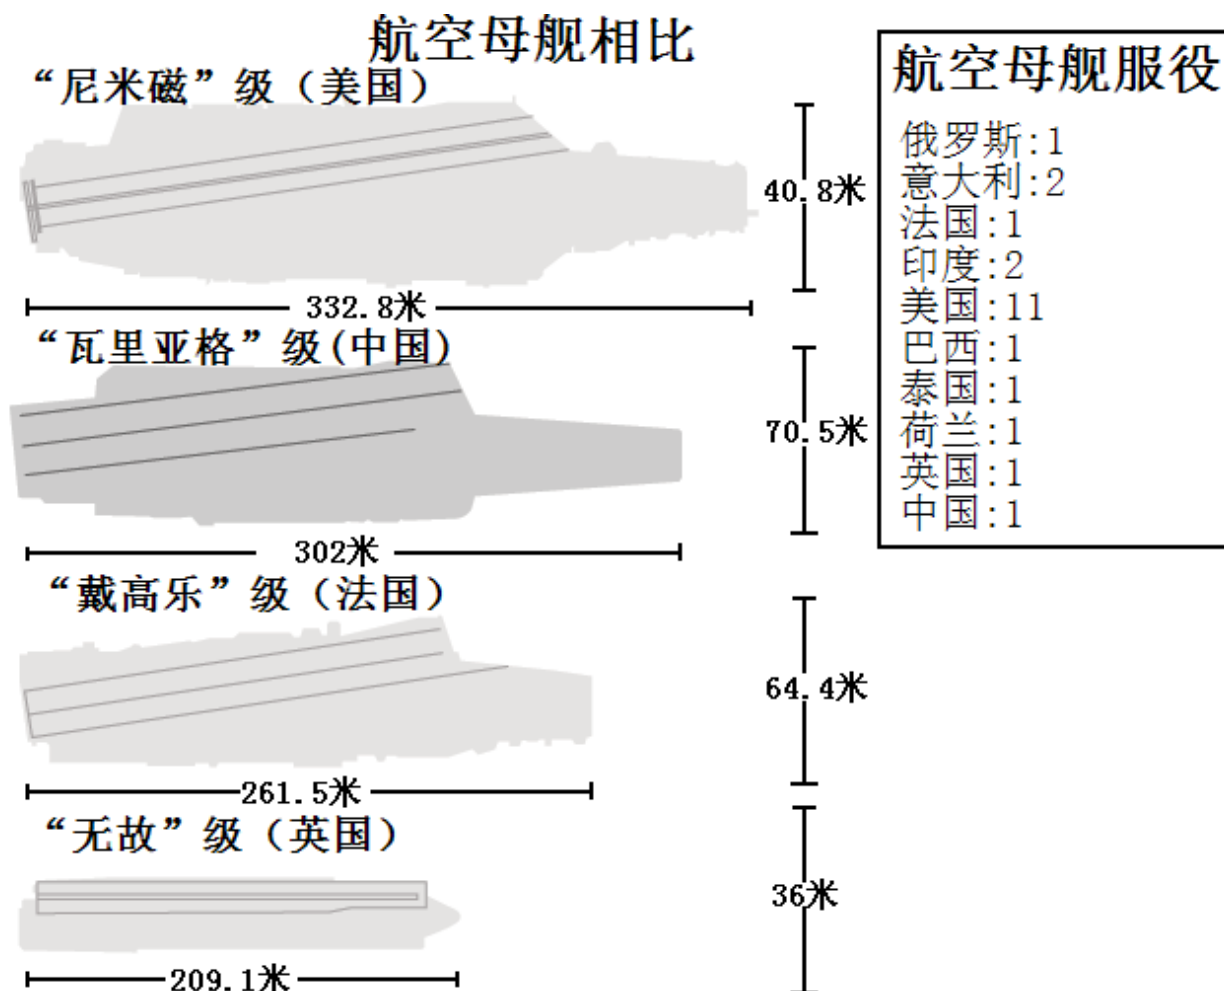 航空母舰相比
“尼米磁”级（美国）
40.8米
332.8米
“瓦里亚格”级(中国)
70.5米
302米
“戴高乐”级（法国）
64.4米
261.5米
“无故”级（英国）
36米
209.1米
航空母舰服役
俄罗斯:1
意大利:2
法国:1
印度:2
美国:11
巴西:1
泰国:1
荷兰:1
英国:1
中国:1